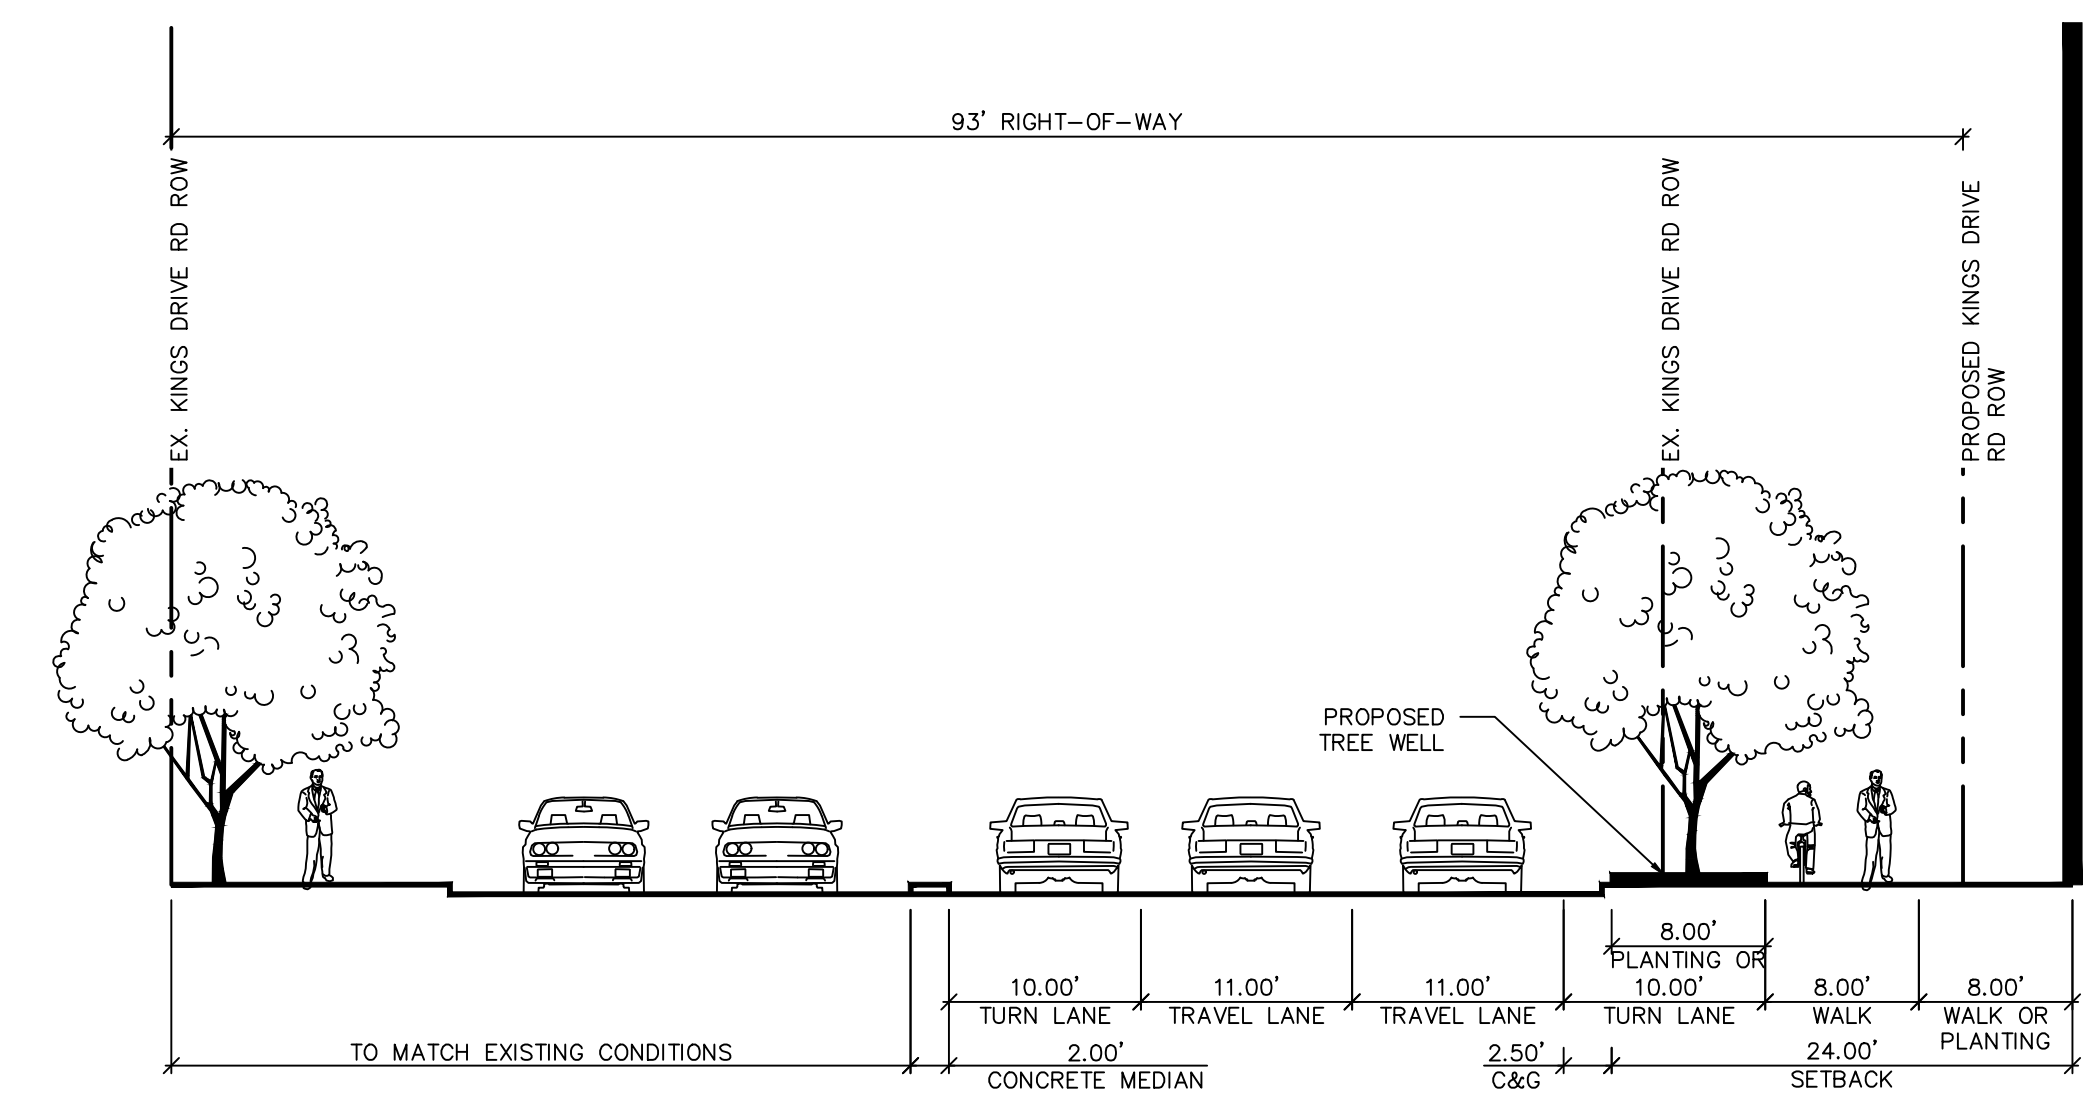 93' RIGHT-OF-WAY
EX. KINGS DRIVE RD ROW
EX. KINGS DRIVE RD ROW
PROPOSED KINGS DRIVE
RD ROW
PROPOSED
TREE WELL
8.00'
PLANTING OR
10.00'
TURN LANE
11.00'
TRAVEL LANE
11.00'
TRAVEL LANE
10.00'
TURN LANE
8.00'
WALK
8.00'
WALK OR
PLANTING
TO MATCH EXISTING CONDITIONS
2.00'
CONCRETE MEDIAN
2.50'
C&G
24.00'
SETBACK